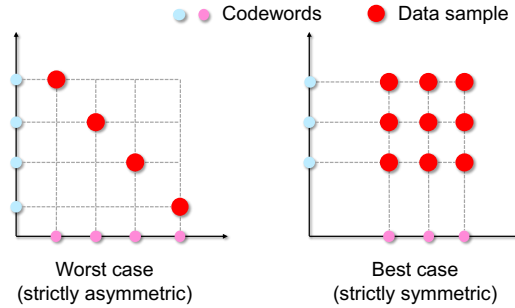 Codewords
Data sample
Worst case
(strictly asymmetric)
Best case
(strictly symmetric)